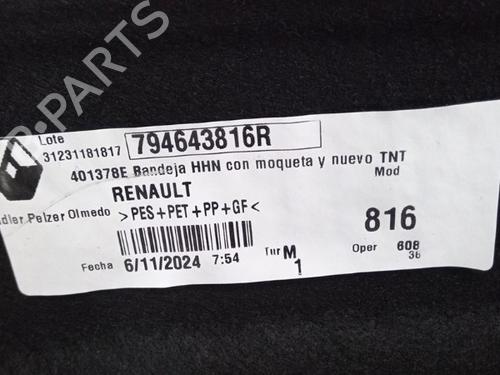 Lote
31231181817 794643816R
401378E Bandeja HHN con moqueta y nuevo TNT
Mod
RENAULT
dler Pelzer Olmedo >PES+PET+PP+GF<
816
Fecha 6/11/2024 7:54
Tur M
1
Oper 608
36
B-PARTS